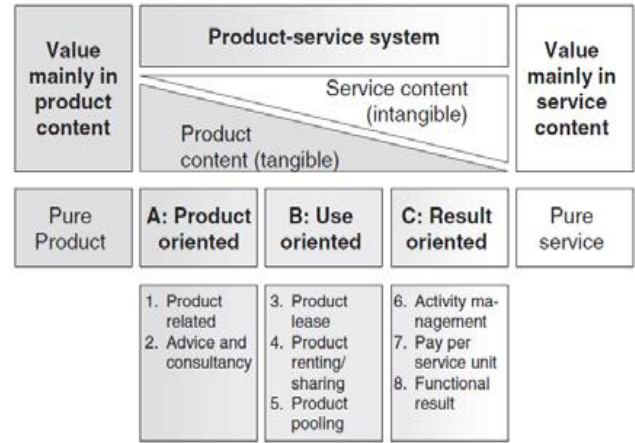 Value
mainly in
product
content
Product-service system
Service content
(intangible)
Product
content (tangible)
Value
mainly in
service
content
Pure
Product
A: Product
oriented
B: Use
oriented
C: Result
oriented
Pure
service
1. Product
related
2. Advice and
consultancy
3. Product
lease
4. Product
renting/
sharing
5. Product
pooling
6. Activity ma-
nagement
7. Pay per
service unit
8. Functional
result